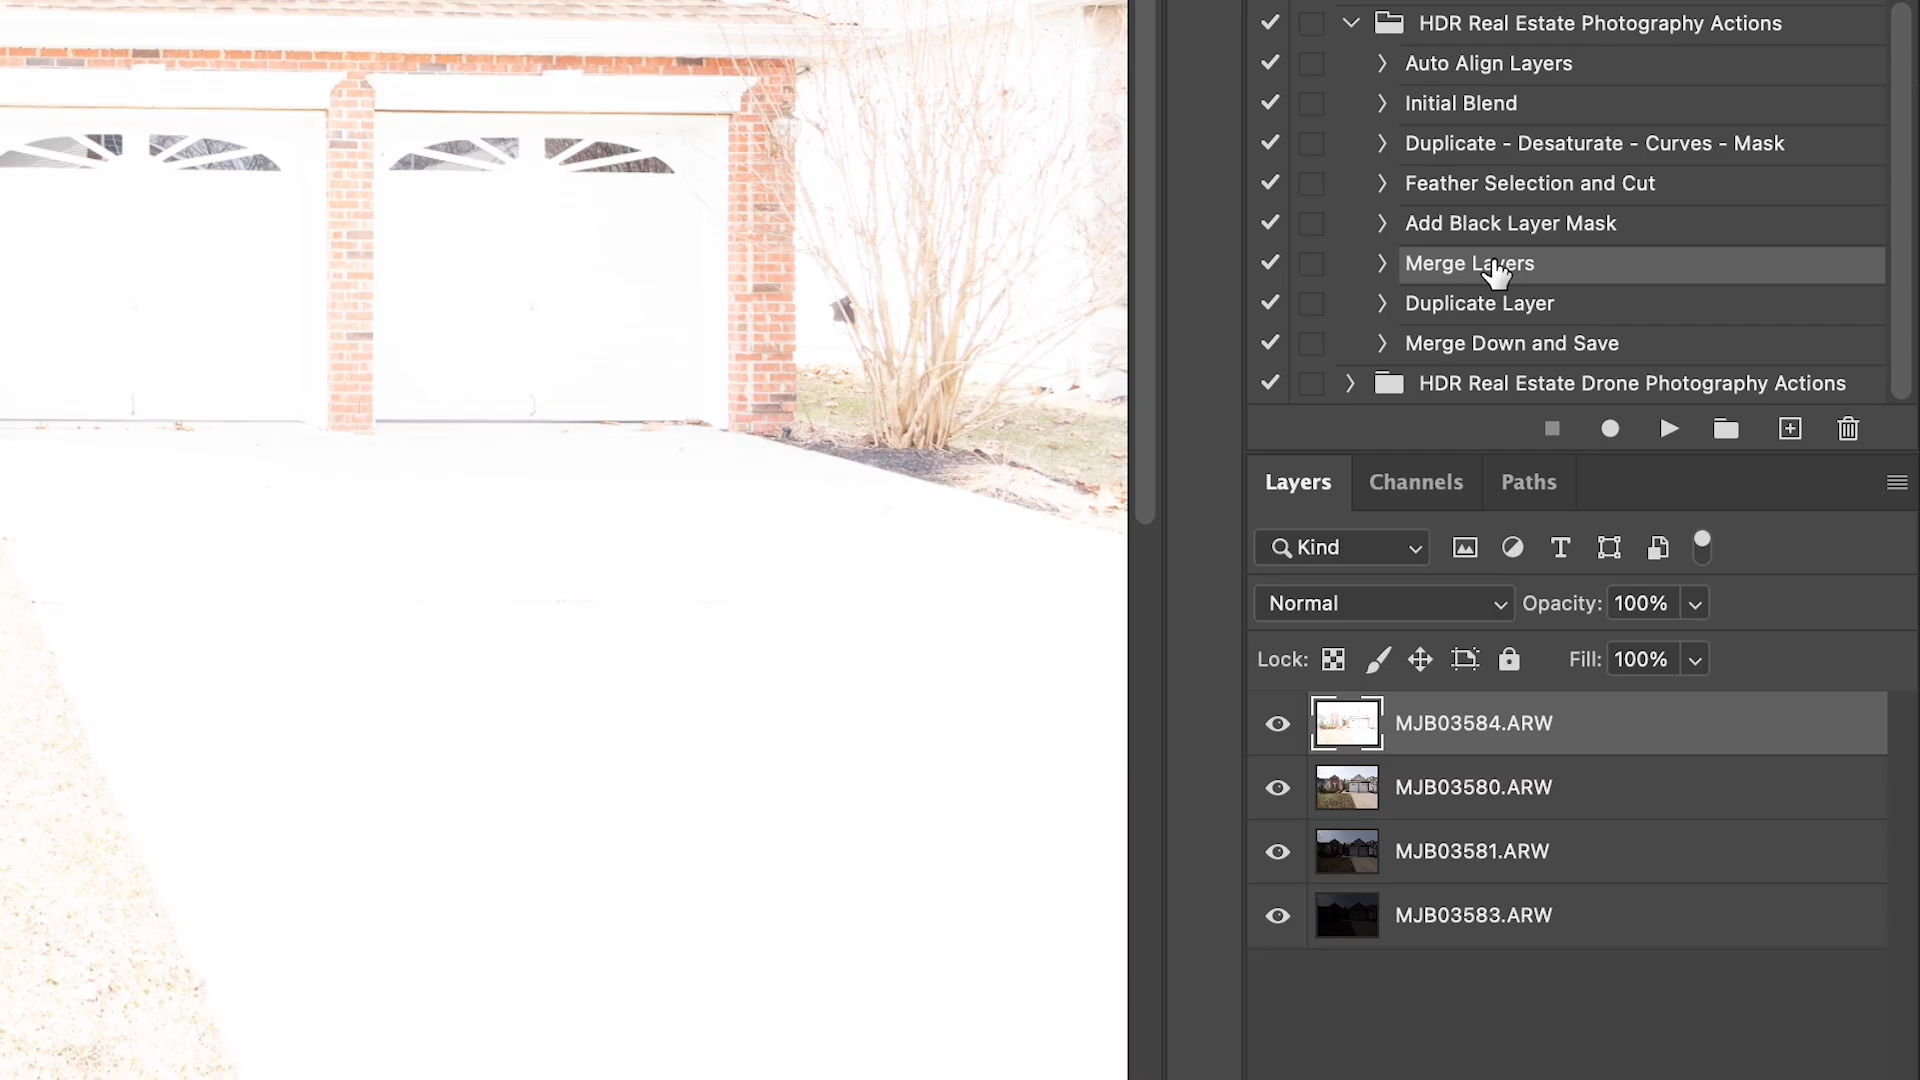 HDR Real Estate Photography Actions
Auto Align Layers
Initial Blend
Duplicate - Desaturate - Curves - Mask
Feather Selection and Cut
Add Black Layer Mask
Merge Layers
Duplicate Layer
Merge Down and Save
HDR Real Estate Drone Photography Actions
Layers Channels Paths
Kind
Normal Opacity: 100%
Lock: Fill: 100%
MJB03584.ARW
MJB03580.ARW
MJB03581.ARW
MJB03583.ARW